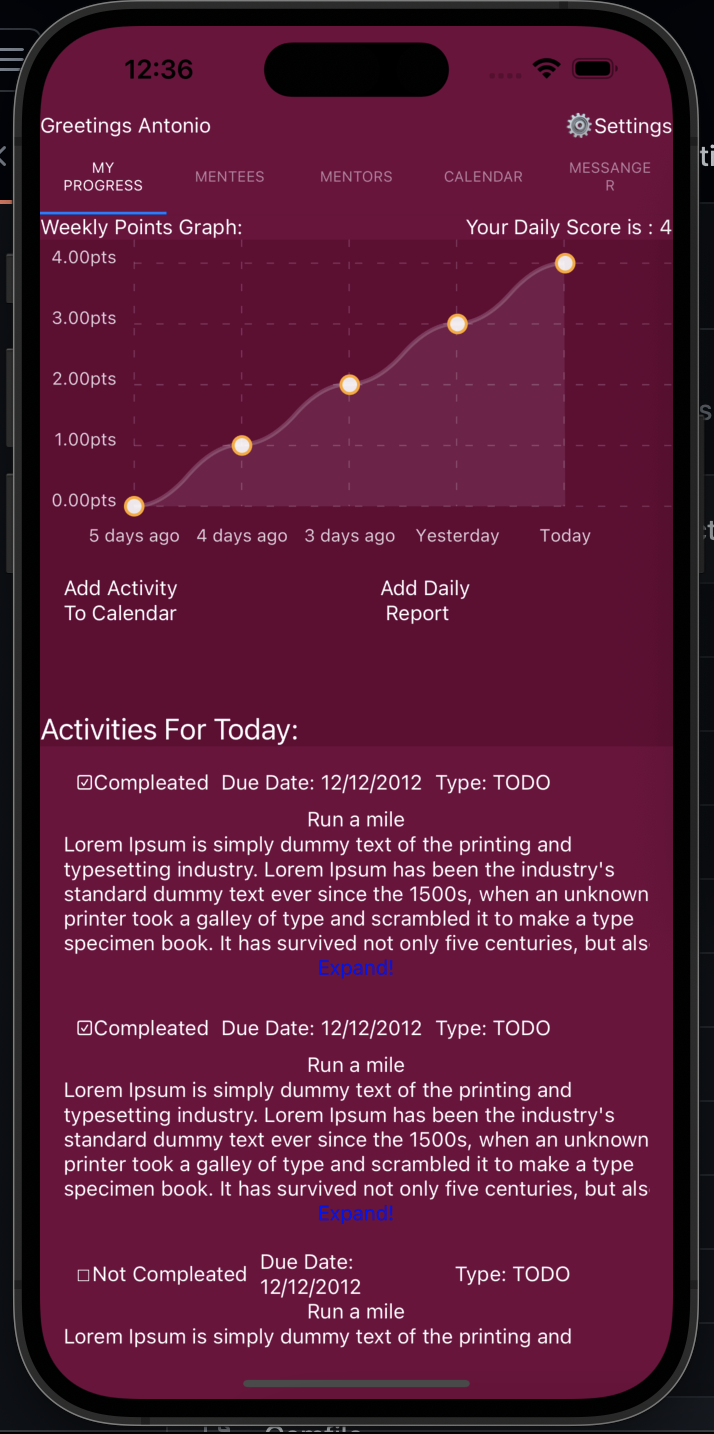 12:36
Greetings Antonio
⚙️Settings
MY
PROGRESS
MENTEES
MENTORS
CALENDAR
MESSANGE
R
Weekly Points Graph:
Your Daily Score is : 4
4.00pts
3.00pts
2.00pts
1.00pts
0.00pts
5 days ago
4 days ago
3 days ago
Yesterday
Today
Add Activity
To Calendar
Add Daily
Report
Activities For Today:
☑Compleated Due Date: 12/12/2012 Type: TODO
Run a mile
Lorem Ipsum is simply dummy text of the printing and
typesetting industry. Lorem Ipsum has been the industry's
standard dummy text ever since the 1500s, when an unknown
printer took a galley of type and scrambled it to make a type
specimen book. It has survived not only five centuries, but als
Expand!
☑Compleated Due Date: 12/12/2012 Type: TODO
Run a mile
Lorem Ipsum is simply dummy text of the printing and
typesetting industry. Lorem Ipsum has been the industry's
standard dummy text ever since the 1500s, when an unknown
printer took a galley of type and scrambled it to make a type
specimen book. It has survived not only five centuries, but als
Expand!
☐Not Compleated
Due Date:
12/12/2012
Type: TODO
Run a mile
Lorem Ipsum is simply dummy text of the printing and